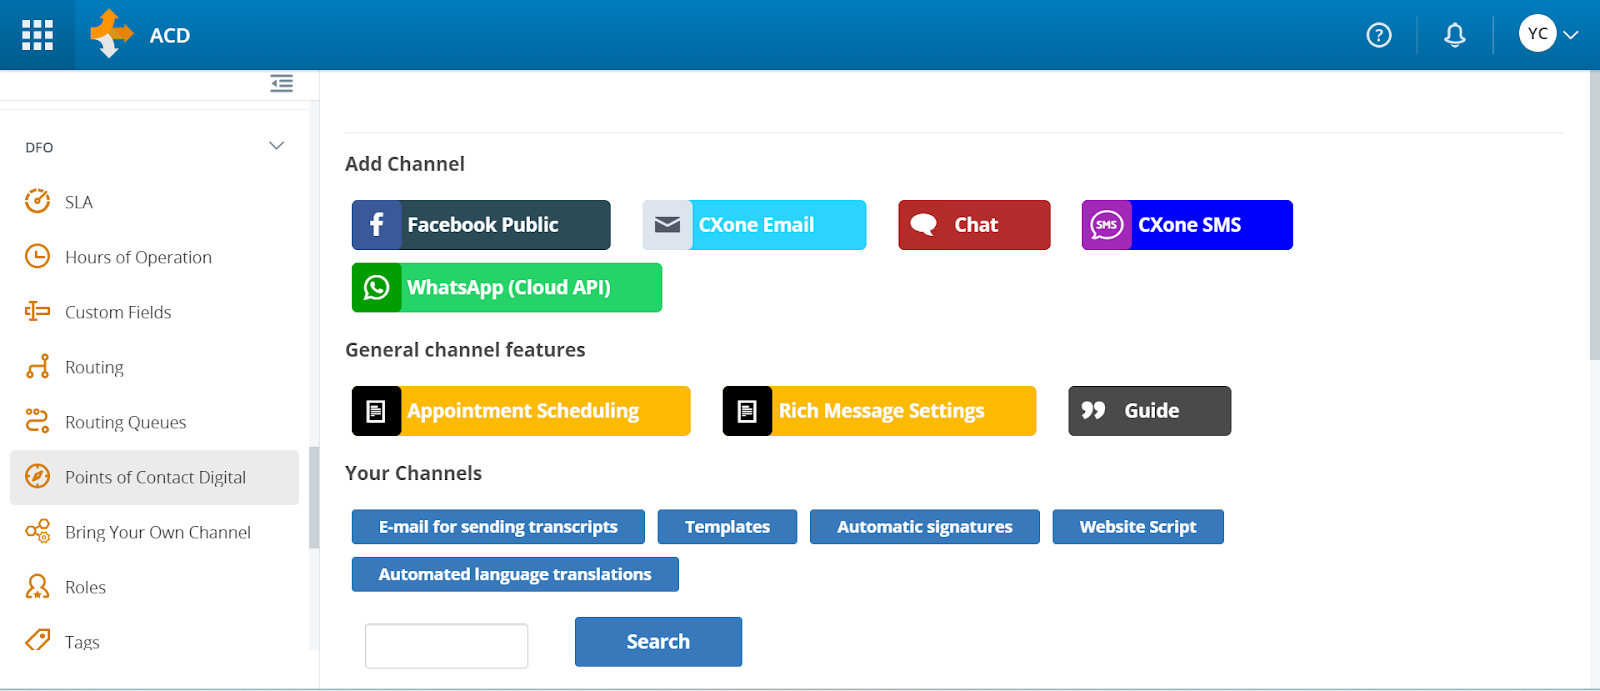 ACD
?
YC
DFO
SLA
Hours of Operation
Custom Fields
Routing
Routing Queues
Points of Contact Digital
Bring Your Own Channel
Roles
Tags
Add Channel
f Facebook Public
CXone Email
Chat
SMS CXone SMS
WhatsApp (Cloud API)
General channel features
Appointment Scheduling
Rich Message Settings
Guide
Your Channels
E-mail for sending transcripts
Templates
Automatic signatures
Website Script
Automated language translations
Search